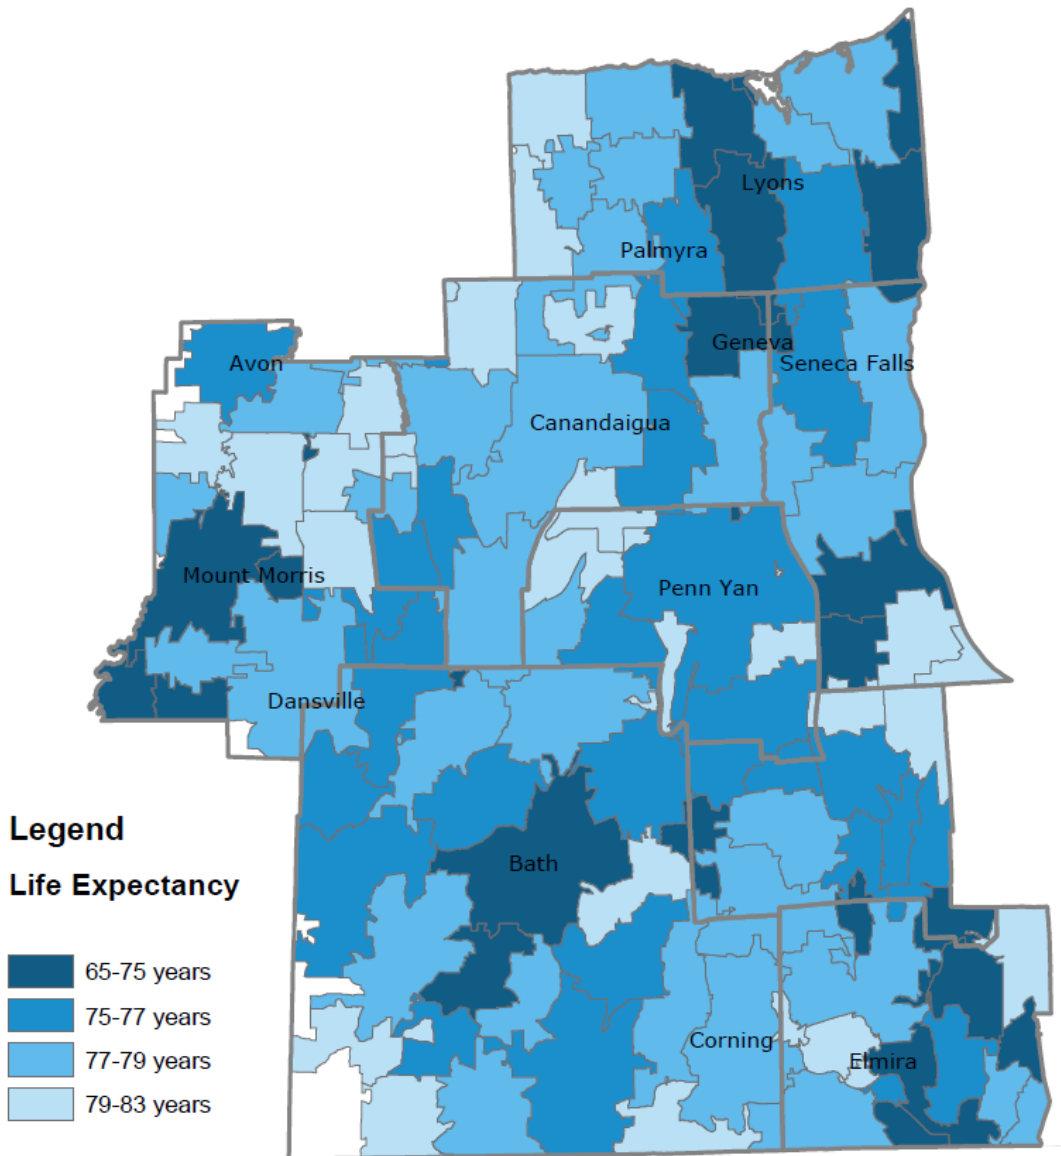 Lyons
Palmyra
Geneva
Avon
Seneca Falls
Canandaigua
Mount Morris
Penn Yan
Dansville
Legend
Life Expectancy
Bath
65-75 years
75-77 years
77-79 years
79-83 years
Corning
Elmira